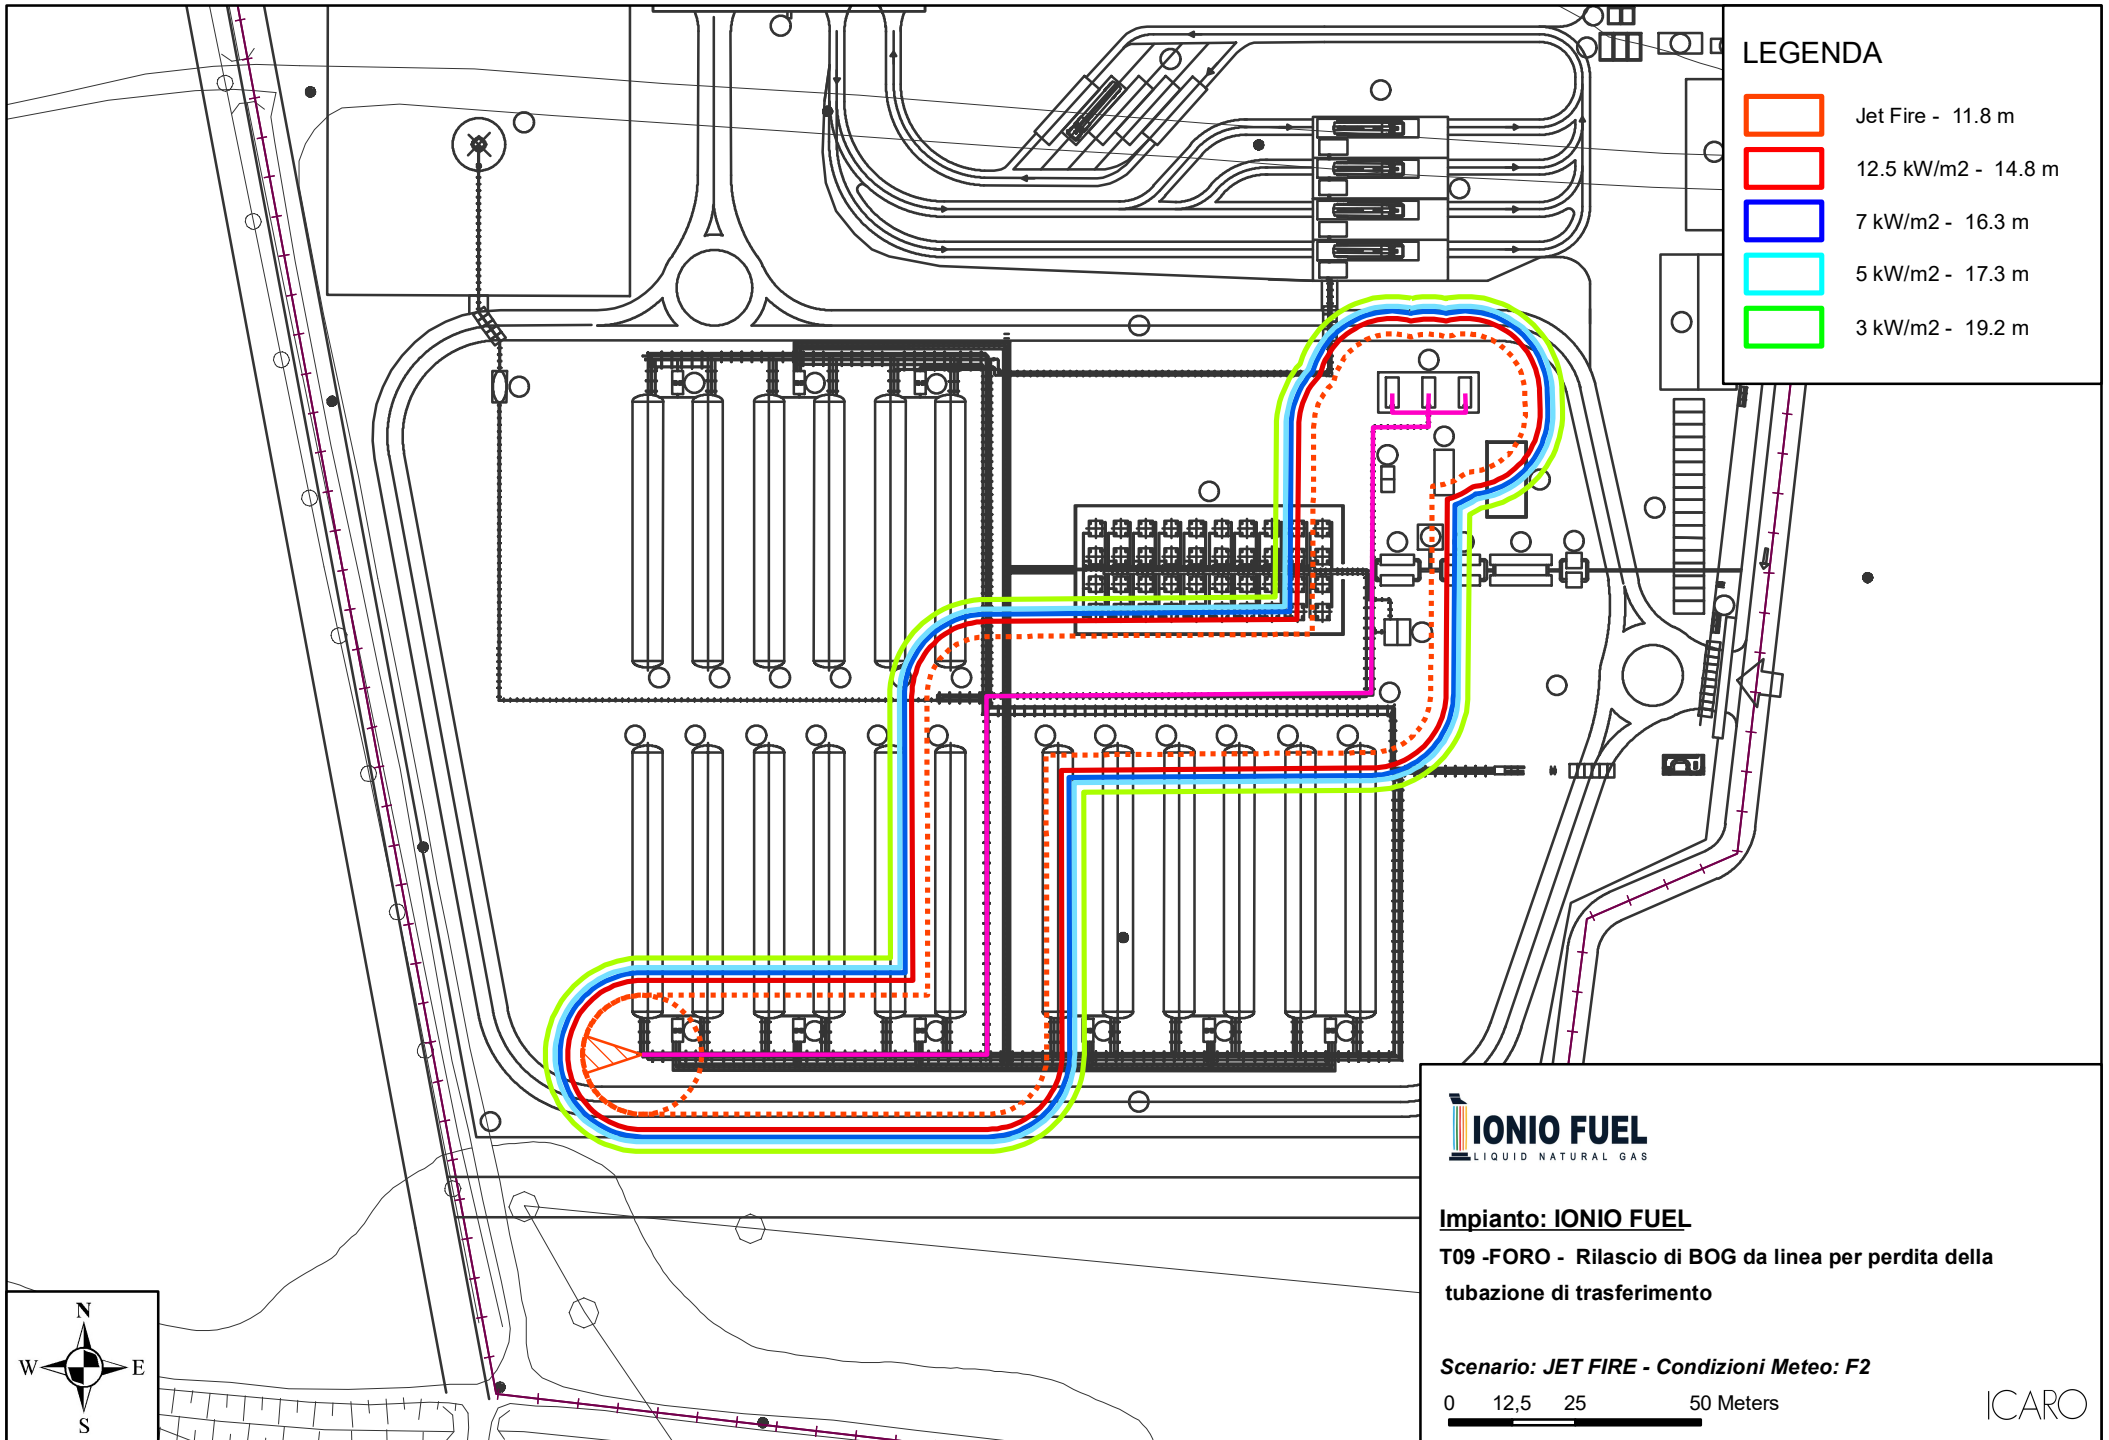 LEGENDA
Jet Fire - 11.8 m
12.5 kW/m2 - 14.8 m
7 kW/m2 - 16.3 m
5 kW/m2 - 17.3 m
3 kW/m2 - 19.2 m
IONIO FUEL
LIQUID NATURAL GAS
Impianto: IONIO FUEL
T09 -FORO - Rilascio di BOG da linea per perdita della
tubazione di trasferimento
Scenario: JET FIRE - Condizioni Meteo: F2
0 12,5 25 50 Meters
ICARO
N
W E
S